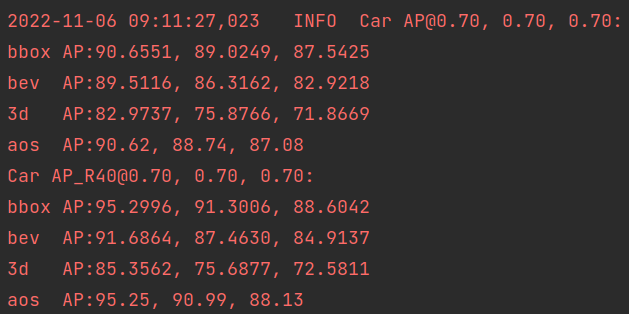 2022-11-06 09:11:27,023   INFO  Car AP@0.70, 0.70, 0.70:
bbox AP:90.6551, 89.0249, 87.5425
bev  AP:89.5116, 86.3162, 82.9218
3d   AP:82.9737, 75.8766, 71.8669
aos  AP:90.62, 88.74, 87.08
Car AP_R40@0.70, 0.70, 0.70:
bbox AP:95.2996, 91.3006, 88.6042
bev  AP:91.6864, 87.4630, 84.9137
3d   AP:85.3562, 75.6877, 72.5811
aos  AP:95.25, 90.99, 88.13